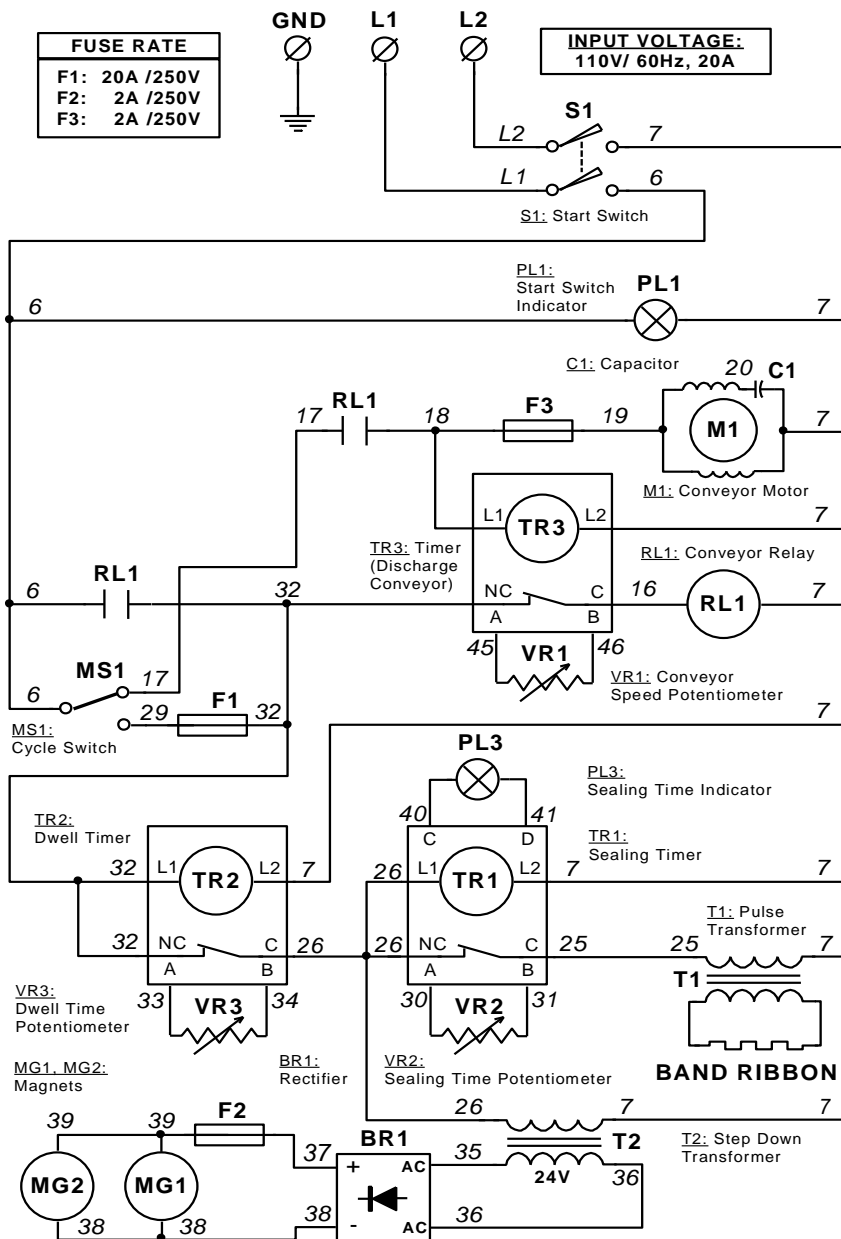 GND L1 L2
FUSE RATE
F1: 20A /250V
F2: 2A /250V
F3: 2A /250V
INPUT VOLTAGE:
110V/ 60Hz, 20A
S1
L2 7
L1 6
S1: Start Switch
PL1:
Start Switch
Indicator
PL1
6 7
C1: Capacitor
20 C1
17 RL1 18 F3 19 M1 7
M1: Conveyor Motor
L1 TR3 L2 7
TR3: Timer
(Discharge
Conveyor)
RL1: Conveyor Relay
6 RL1 32 NC C 16 RL1 7
A B
45 VR1 46
VR1: Conveyor
Speed Potentiometer
MS1
6 17
29 F1 32
MS1:
Cycle Switch
7
PL3
PL3:
Sealing Time Indicator
40 41
C D
TR2:
Dwell Timer
TR1:
Sealing Timer
32 L1 TR2 L2 7
26 L1 TR1 L2 7 7
T1: Pulse
Transformer
32 NC C 26
A B
26 NC C 25 25 7
A B
T1
33 VR3 34
30 VR2 31
VR3:
Dwell Time
Potentiometer
BAND RIBBON
MG1, MG2:
Magnets
BR1:
Rectifier
VR2:
Sealing Time Potentiometer
26 7 7
T2
T2: Step Down
Transformer
39 39 F2 37
BR1
+ AC 35 24V 36
MG2 MG1
38 38 38 - AC 36